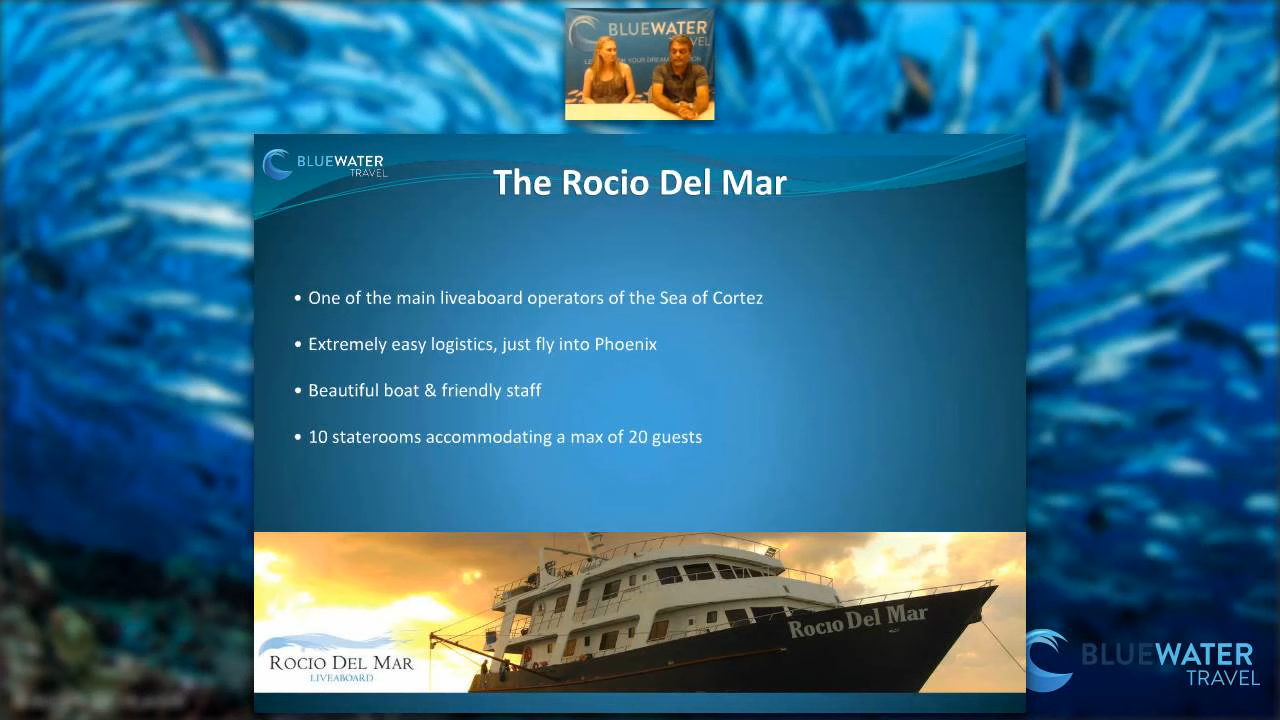 BLUEWATER
TRAVEL
BLUEWATER
TRAVEL
The Rocio Del Mar
• One of the main liveaboard operators of the Sea of Cortez
• Extremely easy logistics, just fly into Phoenix
• Beautiful boat & friendly staff
• 10 staterooms accommodating a max of 20 guests
Rocio Del Mar
ROCIO DEL MAR
LIVEABOARD
BLUEWATER
TRAVEL